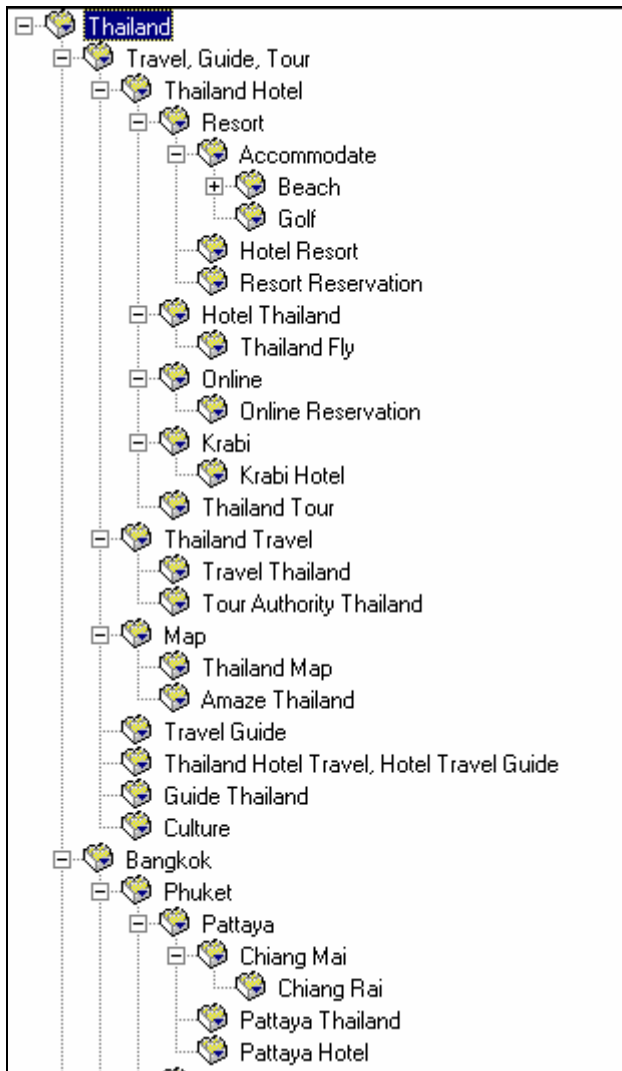 Thailand
Travel, Guide, Tour
Thailand Hotel
Resort
Accommodate
Beach
Golf
Hotel Resort
Resort Reservation
Hotel Thailand
Thailand Fly
Online
Online Reservation
Krabi
Krabi Hotel
Thailand Tour
Thailand Travel
Travel Thailand
Tour Authority Thailand
Map
Thailand Map
Amaze Thailand
Travel Guide
Thailand Hotel Travel, Hotel Travel Guide
Guide Thailand
Culture
Bangkok
Phuket
Pattaya
Chiang Mai
Chiang Rai
Pattaya Thailand
Pattaya Hotel